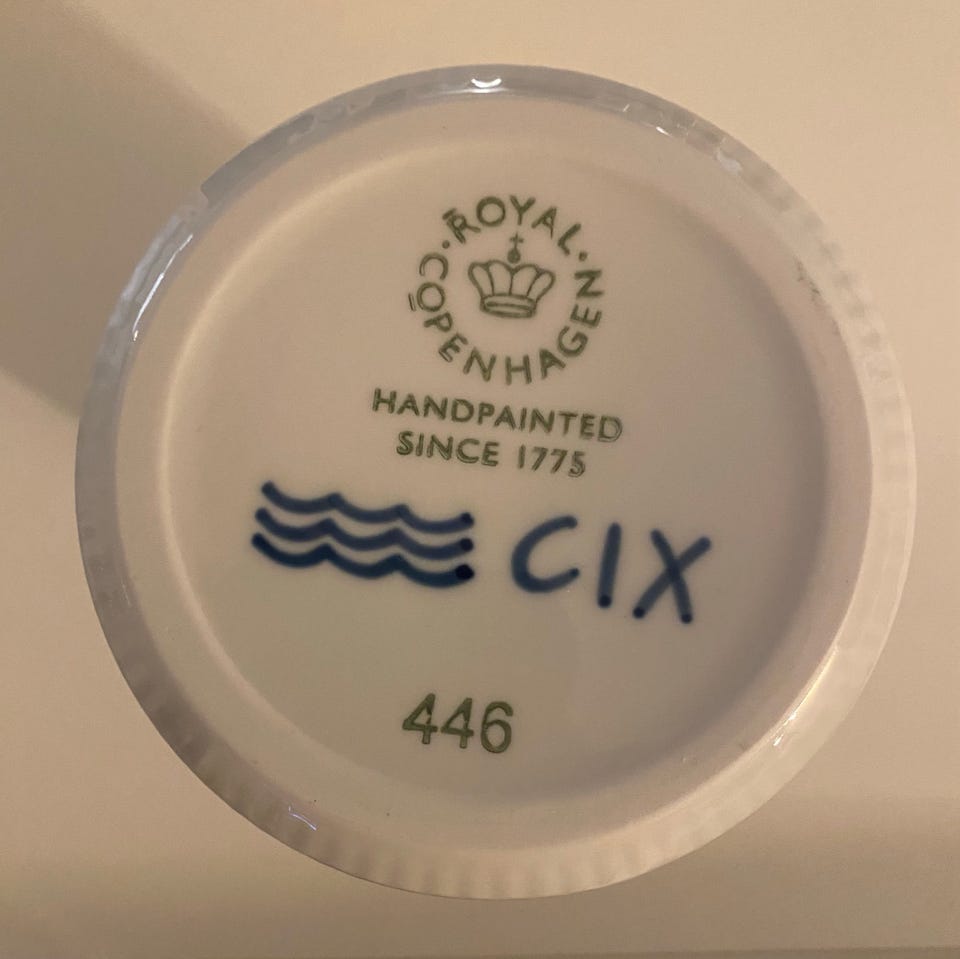 ROYAL
COPENHAGEN
HANDPAINTED
SINCE 1775
CIX
446